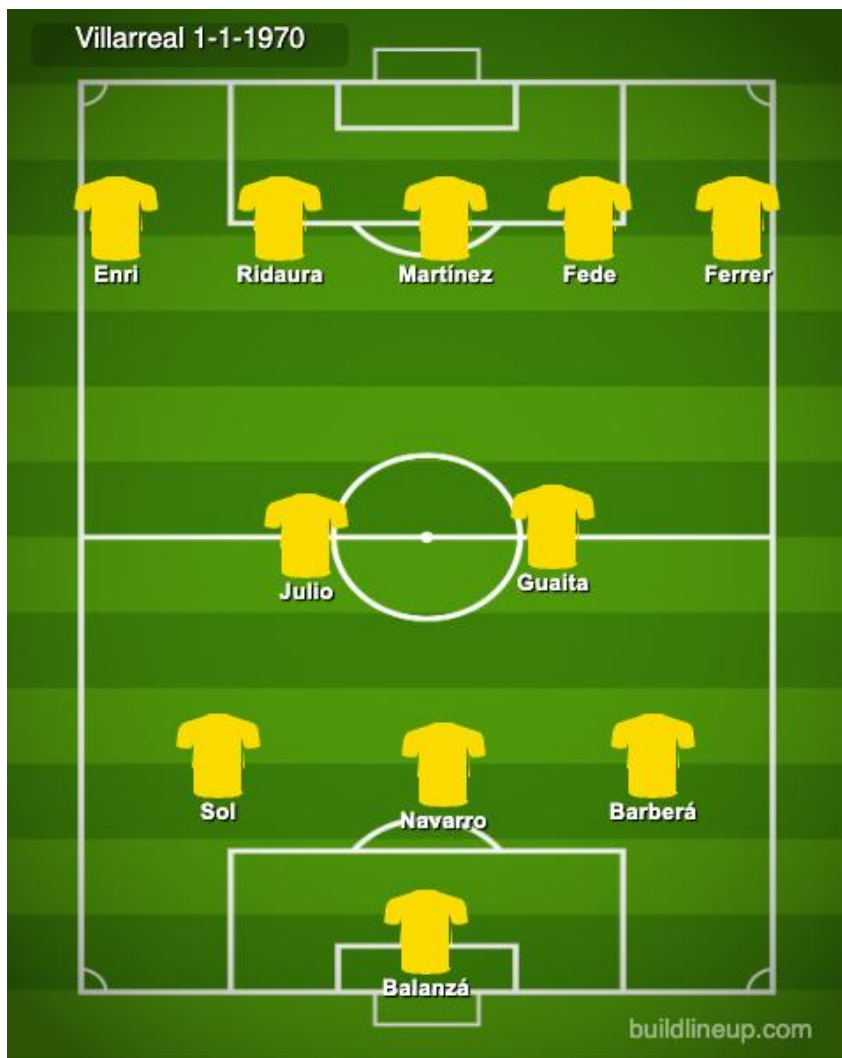 Villarreal 1-1-1970
Enri
Ridaura
Martínez
Fede
Ferrer
Julio
Guaita
Sol
Navarro
Barberá
Balanzá
buildlineup.com